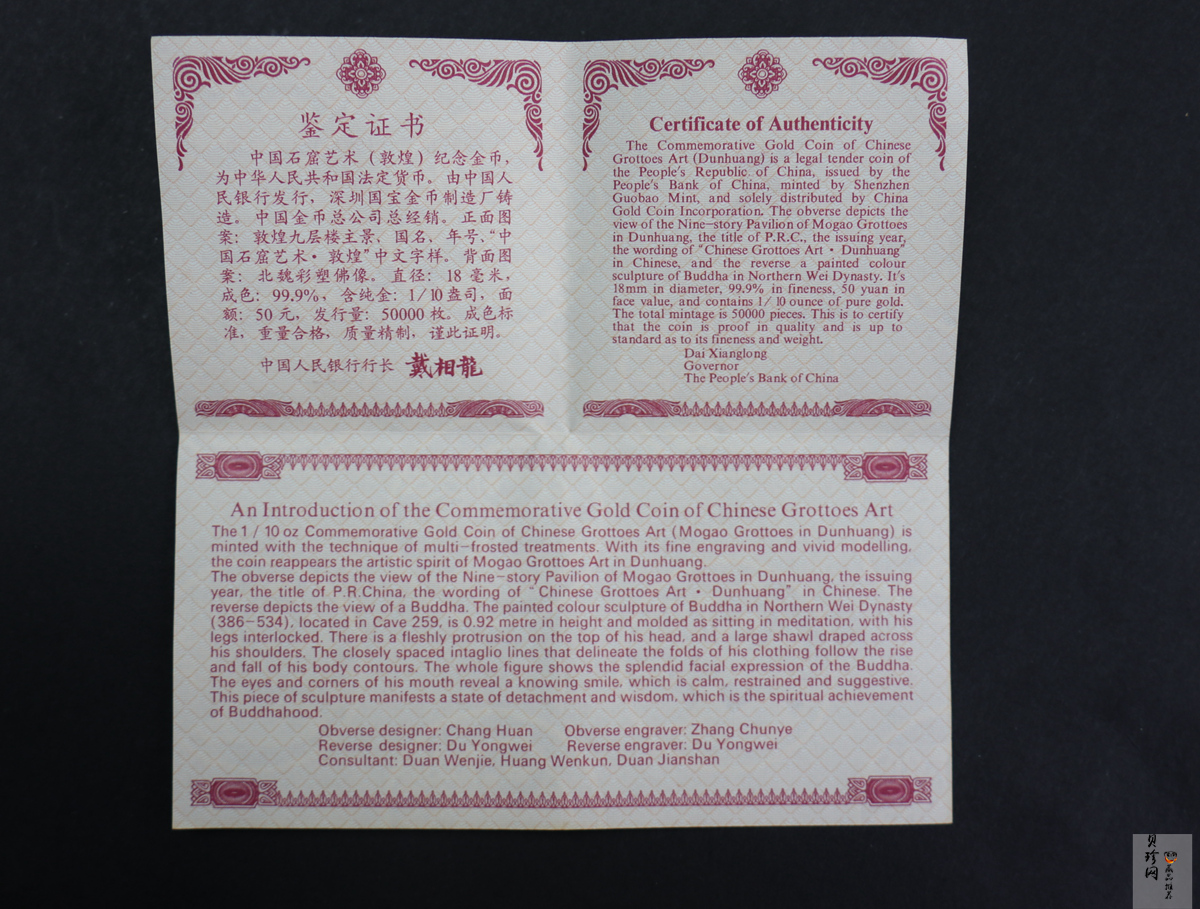 鉴定证书
中国石窟艺术（敦煌）纪念金币，
为中华人民共和国法定货币。由中国人
民银行发行，深圳国宝金币制造厂铸
造。中国金币总公司总经销。正面图
案：敦煌九层楼主景，国名、年号、“中
国石窟艺术·敦煌”中文字样。背面图
案：北魏彩塑佛像。直径：18毫米，
成色：99.9%，含纯金：1/10盎司，面
额：50元，发行量：50000枚。成色标
准，重量合格，质量精制，谨此证明。
中国人民银行行长 戴相龍
Certificate of Authenticity
The Commemorative Gold Coin of Chinese
Grottoes Art (Dunhuang) is a legal tender coin of
the People's Republic of China, issued by the
People's Bank of China, minted by Shenzhen
Guobao Mint, and solely distributed by China
Gold Coin Incorporation. The obverse depicts the
view of the Nine-story Pavilion of Mogao Grottoes
in Dunhuang, the title of P.R.C., the issuing year,
the wording of "Chinese Grottoes Art · Dunhuang"
in Chinese, and the reverse a painted colour
sculpture of Buddha in Northern Wei Dynasty. It's
18mm in diameter, 99.9% in fineness, 50 yuan in
face value, and contains 1/10 ounce of pure gold.
The total mintage is 50000 pieces. This is to certify
that the coin is proof in quality and is up to
standard as to its fineness and weight.
Dai Xianglong
Governor
The People's Bank of China
An Introduction of the Commemorative Gold Coin of Chinese Grottoes Art
The 1/10 oz Commemorative Gold Coin of Chinese Grottoes Art (Mogao Grottoes in Dunhuang) is
minted with the technique of multi-frosted treatments. With its fine engraving and vivid modelling,
the coin reappears the artistic spirit of Mogao Grottoes Art in Dunhuang.
The obverse depicts the view of the Nine-story Pavilion of Mogao Grottoes in Dunhuang, the issuing
year, the title of P.R.China, the wording of "Chinese Grottoes Art · Dunhuang" in Chinese. The
reverse depicts the view of a Buddha. The painted colour sculpture of Buddha in Northern Wei Dynasty
(386-534), located in Cave 259, is 0.92 metre in height and molded as sitting in meditation, with his
legs interlocked. There is a fleshly protrusion on the top of his head, and a large shawl draped across
his shoulders. The closely spaced intaglio lines that delineate the folds of his clothing follow the rise
and fall of his body contours. The whole figure shows the splendid facial expression of the Buddha.
The eyes and corners of his mouth reveal a knowing smile, which is calm, restrained and suggestive.
This piece of sculpture manifests a state of detachment and wisdom, which is the spiritual achievement
of Buddhahood.
Obverse designer: Chang Huan Obverse engraver: Zhang Chunye
Reverse designer: Du Yongwei Reverse engraver: Du Yongwei
Consultant: Duan Wenjie, Huang Wenkun, Duan Jianshan
贝珍网
藏品推荐